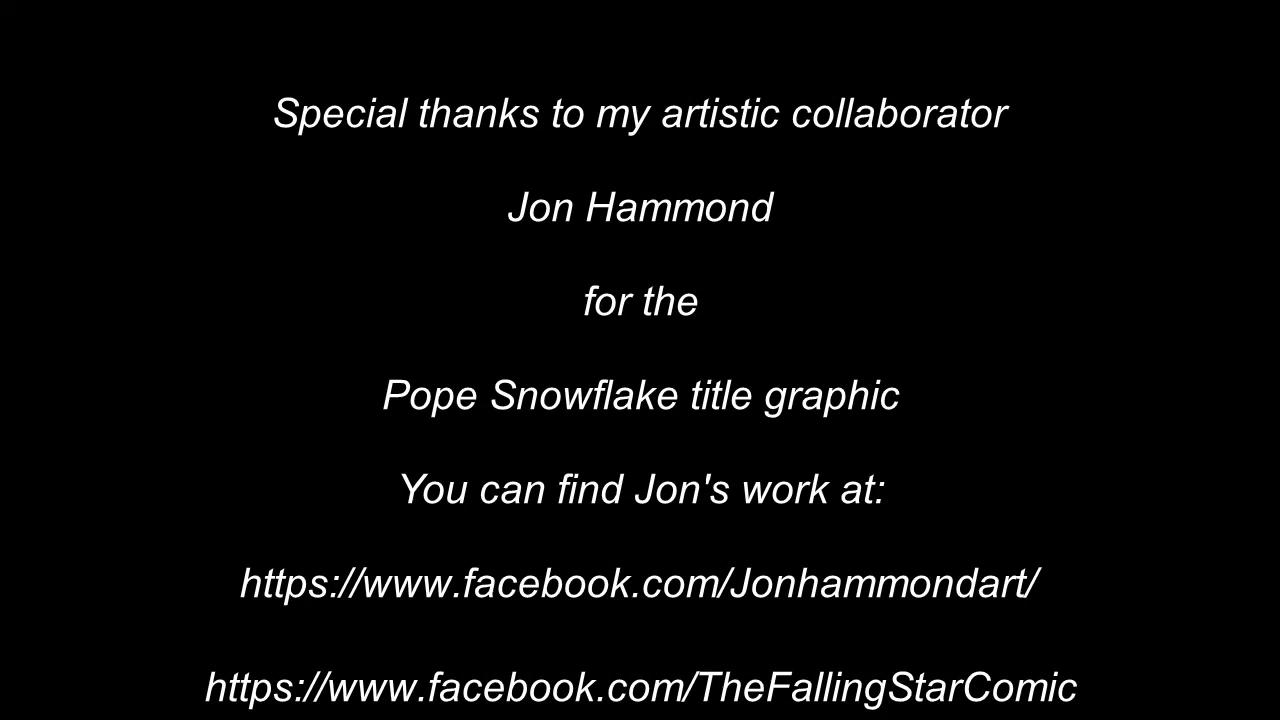 Special thanks to my artistic collaborator
Jon Hammond
for the
Pope Snowflake title graphic
You can find Jon's work at:
https://www.facebook.com/Jonhammondart/
https://www.facebook.com/TheFallingStarComic